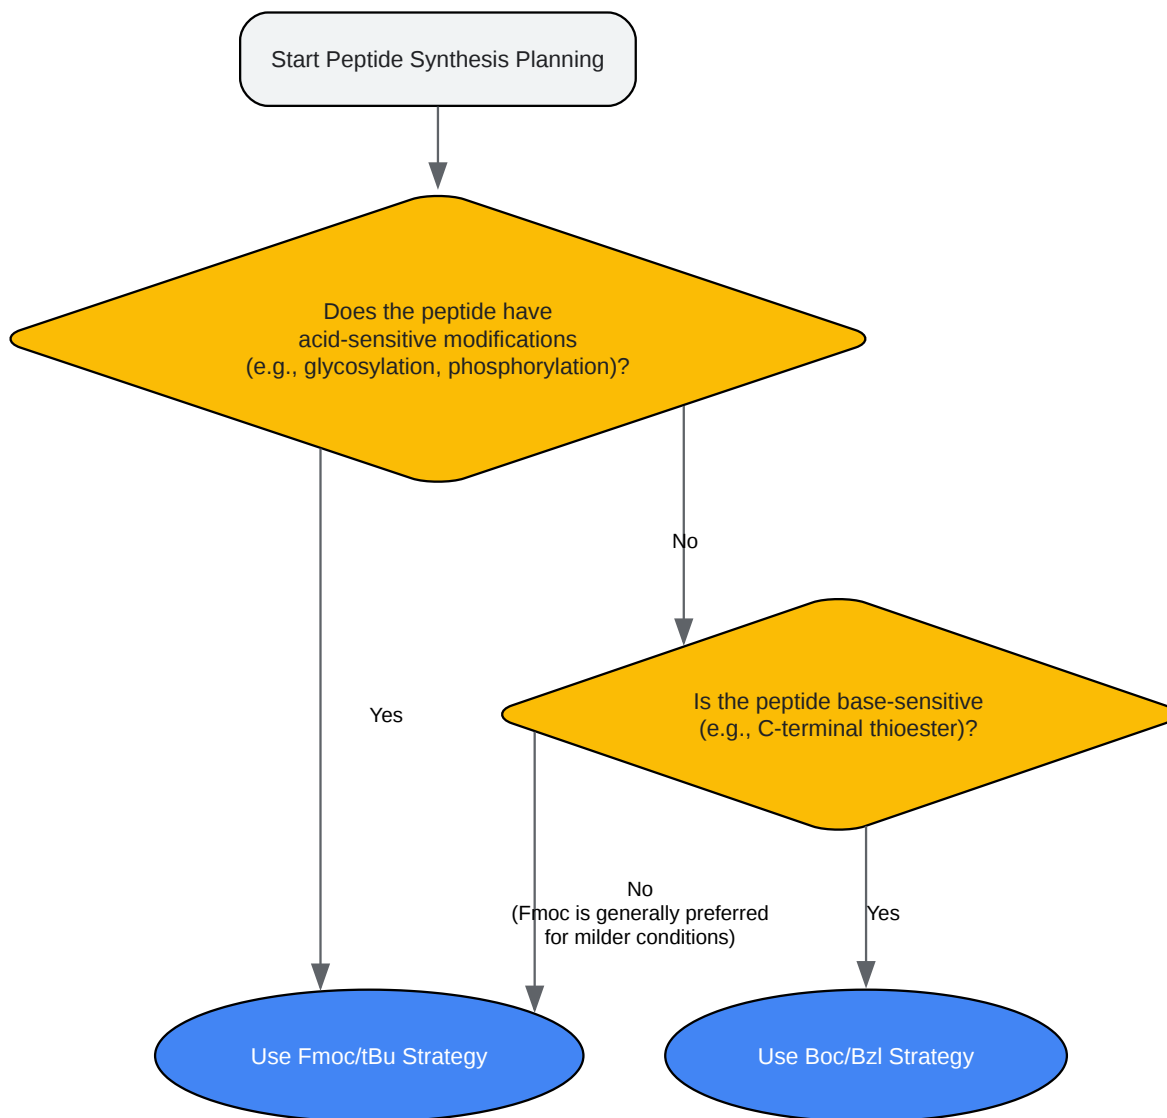 Start Peptide Synthesis Planning
Does the peptide have
acid-sensitive modifications
(e.g., glycosylation, phosphorylation)?
No
Is the peptide base-sensitive
(e.g., C-terminal thioester)?
Yes
No
(Fmoc is generally preferred
for milder conditions)
Yes
Use Fmoc/tBu Strategy
Use Boc/Bzl Strategy